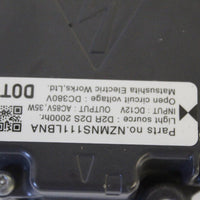 Parts no.NZMNS111LBNA
Light source : D2R D2S 2000hr.
INPUT : DC12V OUTPUT : AC85V,35W
Open circuit voltage : DC380V
Matsushita Electric Works,Ltd.
DOT